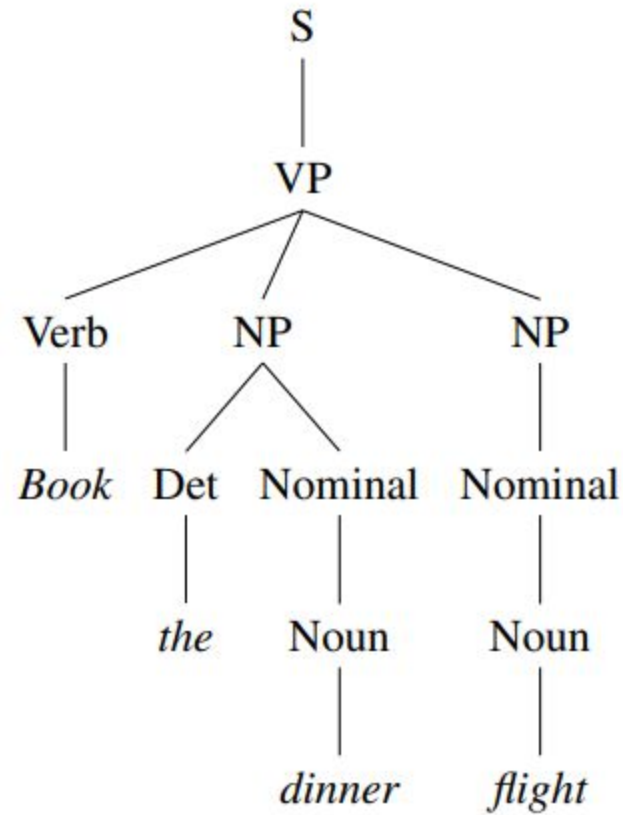 S
VP
Verb NP NP
Book Det Nominal Nominal
the Noun Noun
dinner flight